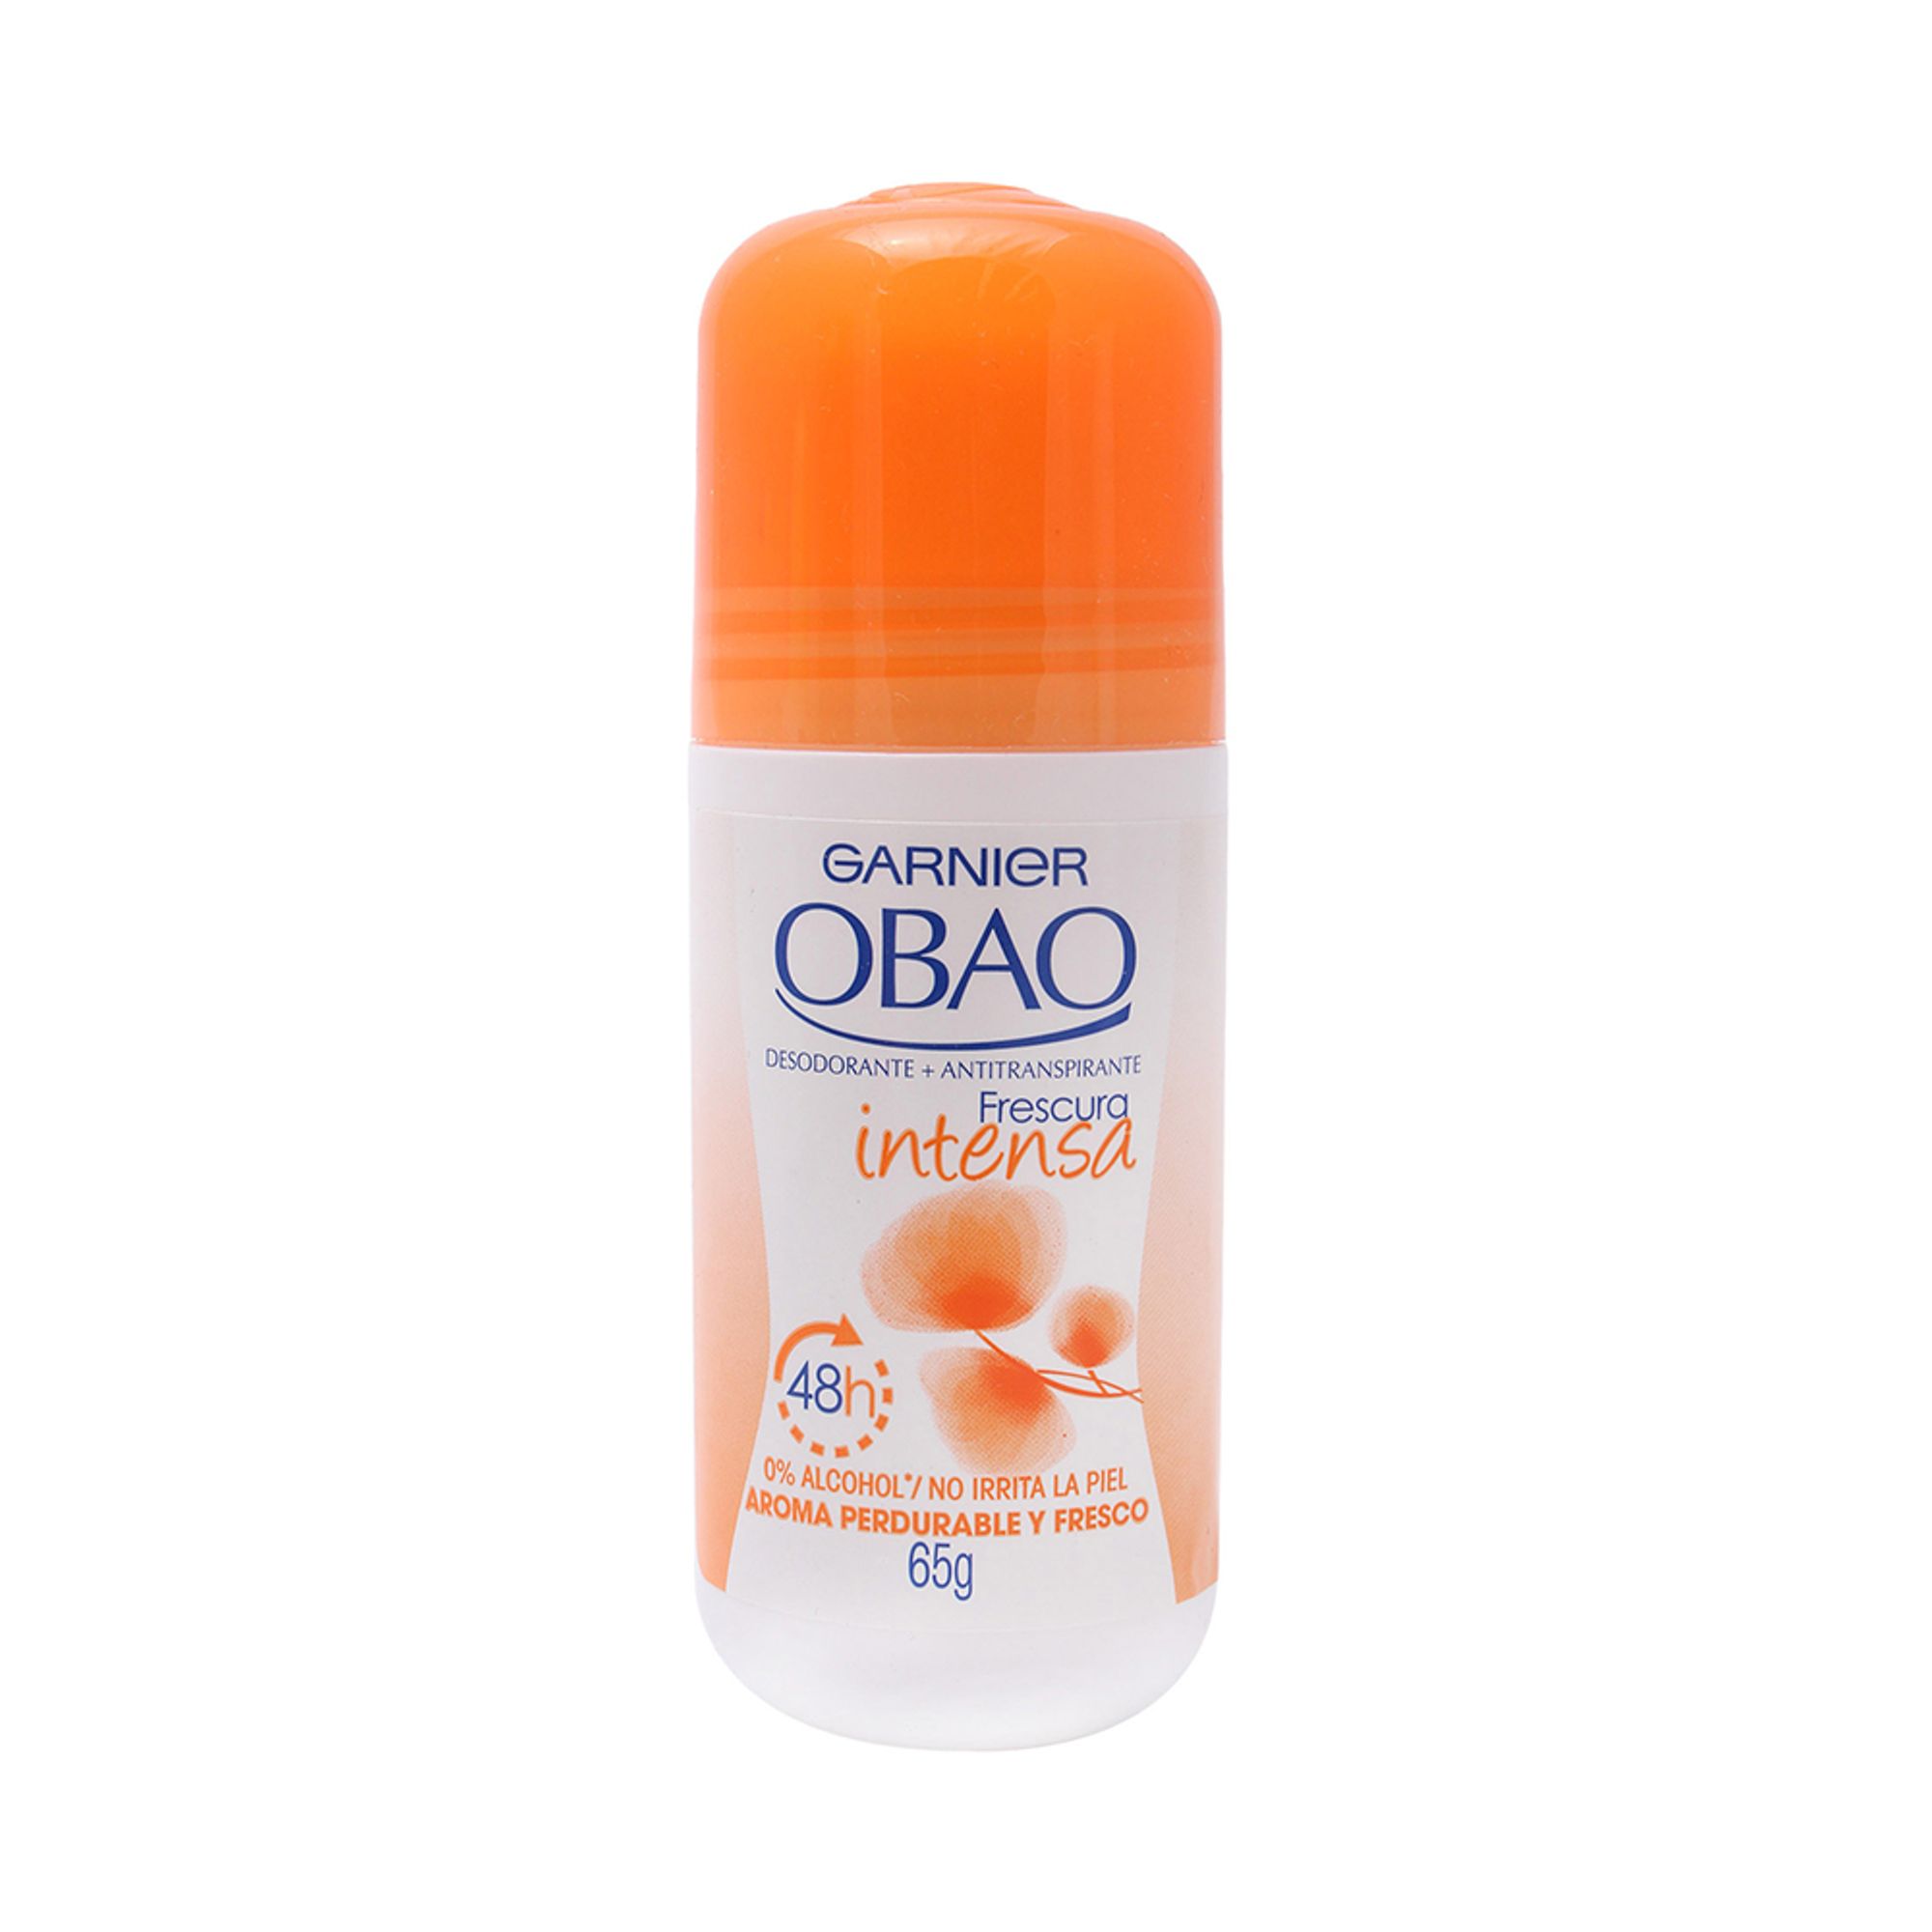 GARNIER
OBAO
DESODORANTE + ANTITRANSPIRANTE
Frescura
intensa
48h
0% ALCOHOL*/ NO IRRITA LA PIEL
AROMA PERDURABLE Y FRESCO
65g